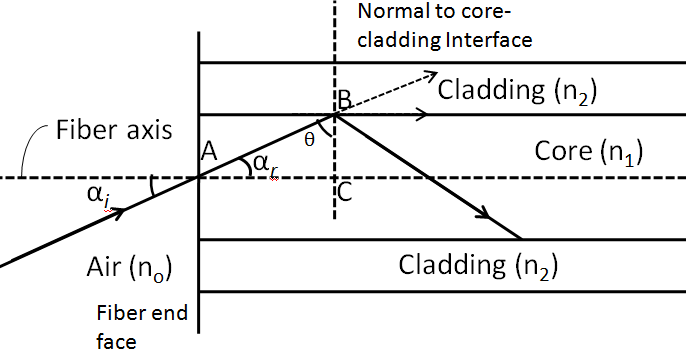 Normal to core-
cladding Interface
B
Cladding (n2)
Fiber axis
A
θ
αr
Core (n1)
αi
C
Air (no)
Cladding (n2)
Fiber end
face